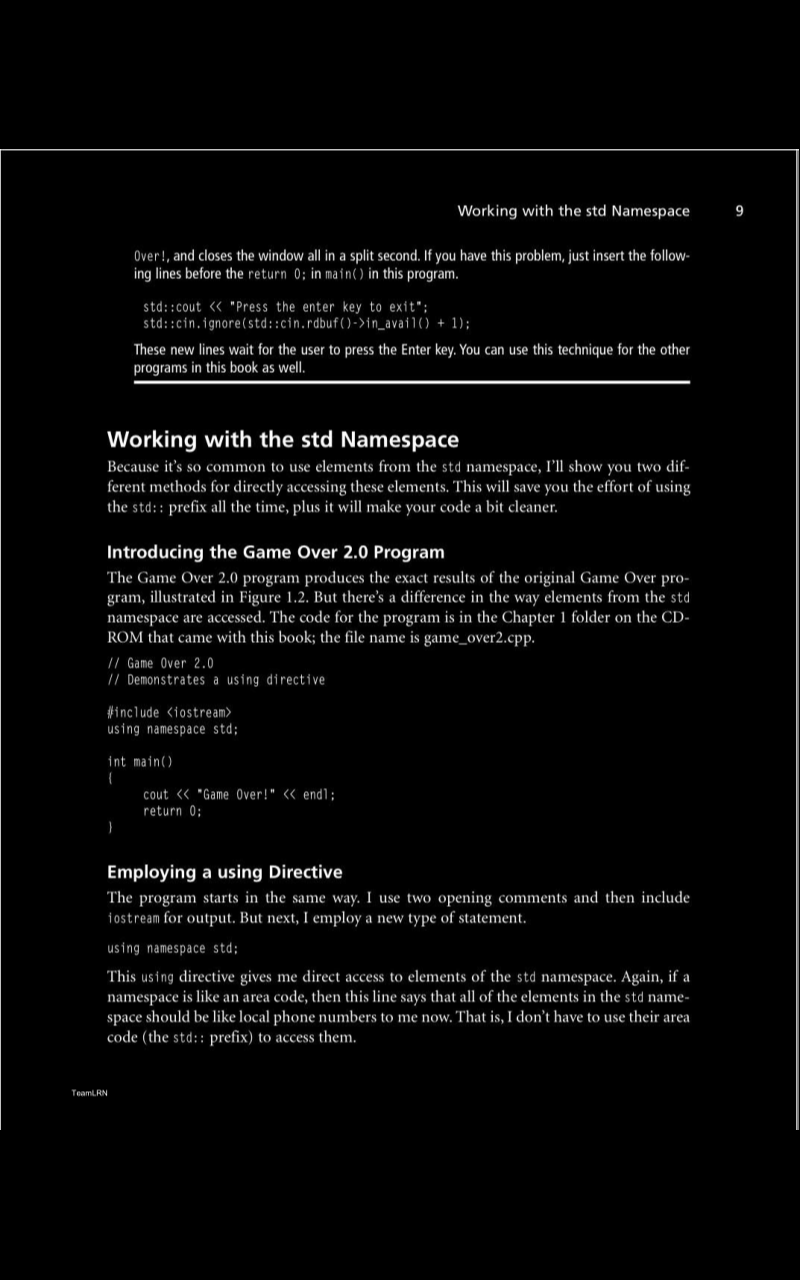 Working with the std Namespace 9
Over!, and closes the window all in a split second. If you have this problem, just insert the follow-
ing lines before the return 0; in main() in this program.
std::cout << "Press the enter key to exit";
std::cin.ignore(std::cin.rdbuf()->in_avail() + 1);
These new lines wait for the user to press the Enter key. You can use this technique for the other
programs in this book as well.
Working with the std Namespace
Because it's so common to use elements from the std namespace, I'll show you two dif-
ferent methods for directly accessing these elements. This will save you the effort of using
the std:: prefix all the time, plus it will make your code a bit cleaner.
Introducing the Game Over 2.0 Program
The Game Over 2.0 program produces the exact results of the original Game Over pro-
gram, illustrated in Figure 1.2. But there's a difference in the way elements from the std
namespace are accessed. The code for the program is in the Chapter 1 folder on the CD-
ROM that came with this book; the file name is game_over2.cpp.
// Game Over 2.0
// Demonstrates a using directive
#include <iostream>
using namespace std;
int main()
{
cout << "Game Over!" << endl;
return 0;
}
Employing a using Directive
The program starts in the same way. I use two opening comments and then include
iostream for output. But next, I employ a new type of statement.
using namespace std;
This using directive gives me direct access to elements of the std namespace. Again, if a
namespace is like an area code, then this line says that all of the elements in the std name-
space should be like local phone numbers to me now. That is, I don't have to use their area
code (the std:: prefix) to access them.
TeamLRN